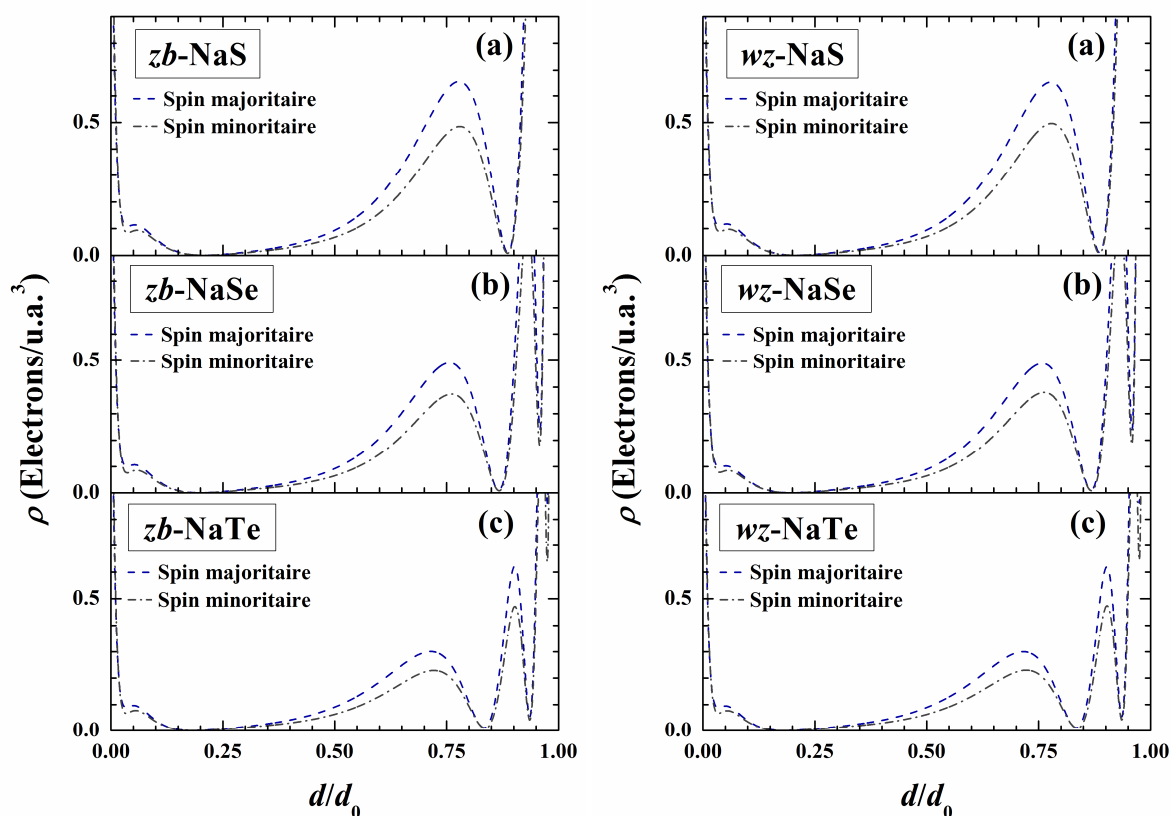 zb-NaS
(a)
Spin majoritaire
Spin minoritaire
0.5
0.0
zb-NaSe
(b)
Spin majoritaire
Spin minoritaire
0.5
0.0
zb-NaTe
(c)
Spin majoritaire
Spin minoritaire
0.5
0.0
0.00 0.25 0.50 0.75 1.00
d/d0
ρ (Electrons/u.a.3)
wz-NaS
(a)
Spin majoritaire
Spin minoritaire
0.5
0.0
wz-NaSe
(b)
Spin majoritaire
Spin minoritaire
0.5
0.0
wz-NaTe
(c)
Spin majoritaire
Spin minoritaire
0.5
0.0
0.00 0.25 0.50 0.75 1.00
d/d0
ρ (Electrons/u.a.3)